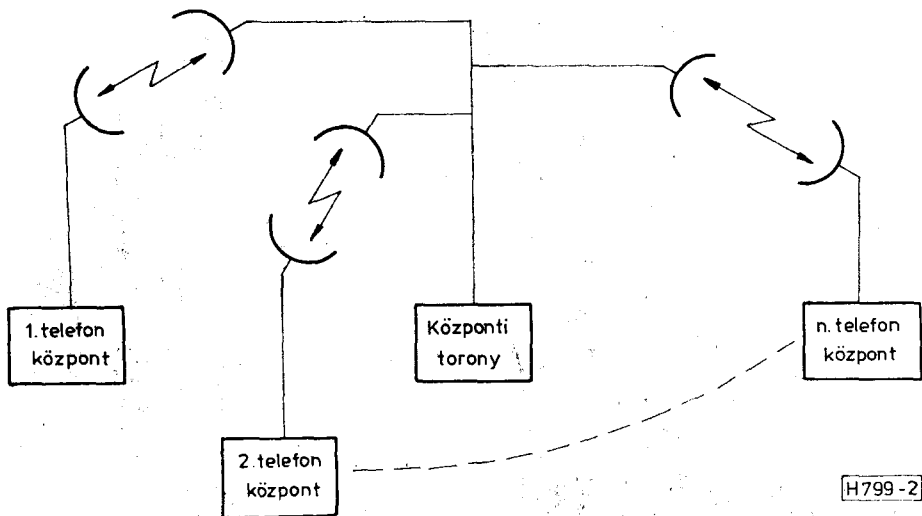 1. telefon
központ
Központi
torony
n. telefon
központ
2. telefon
központ
H799-2